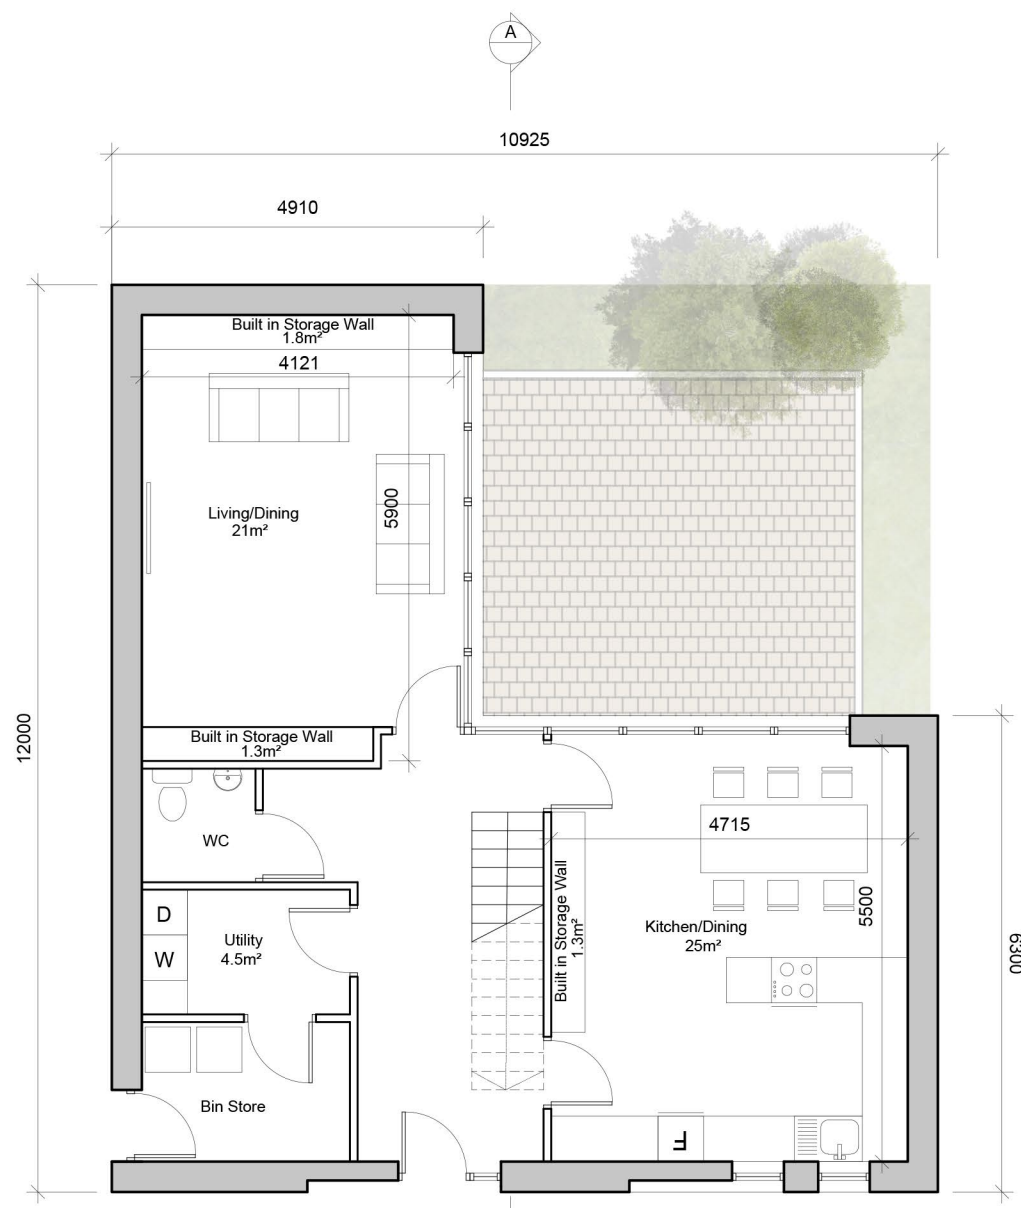 A
10925
4910
Built in Storage Wall
1.8m²
4121
5900
Living/Dining
21m²
12000
Built in Storage Wall
1.3m²
WC
4715
Built in Storage Wall
1.3m²
5500
Kitchen/Dining
25m²
6300
D
W
Utility
4.5m²
Bin Store
F